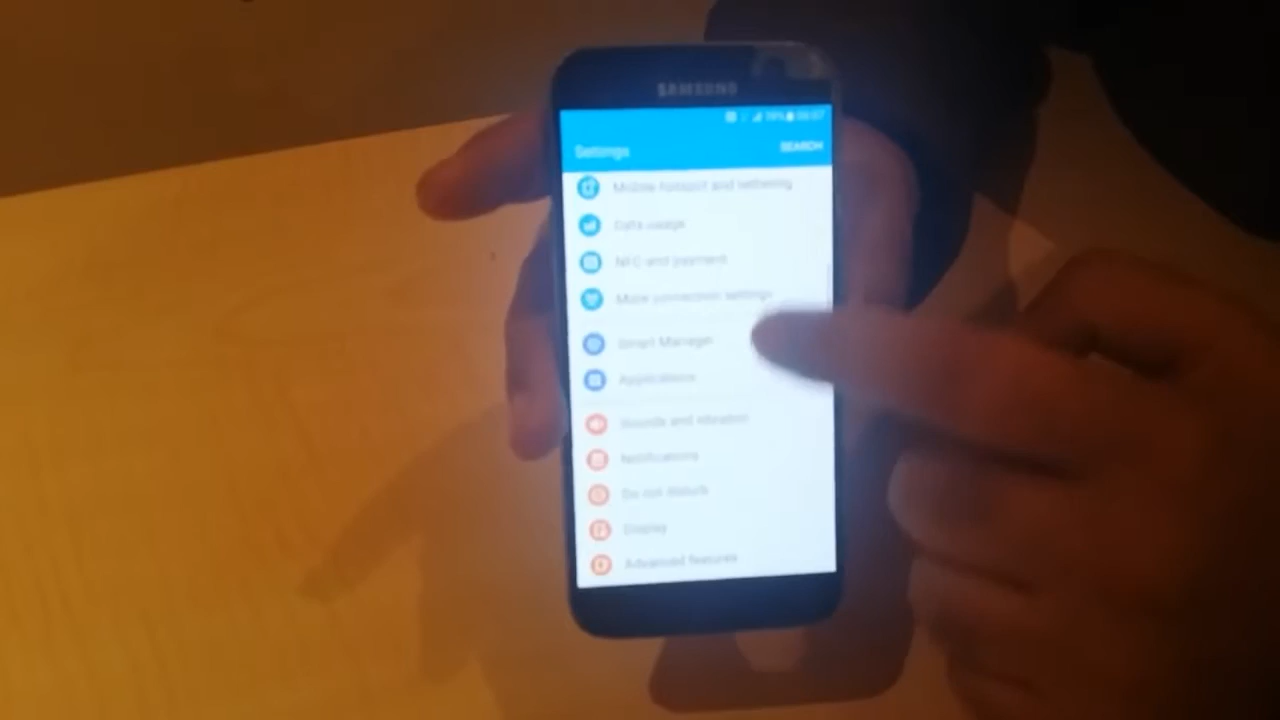 SAMSUNG
Settings SEARCH
Mobile hotspot and tethering
Data usage
NFC and payment
More connection settings
Smart Manager
Applications
Sounds and vibration
Notifications
Do not disturb
Display
Advanced features